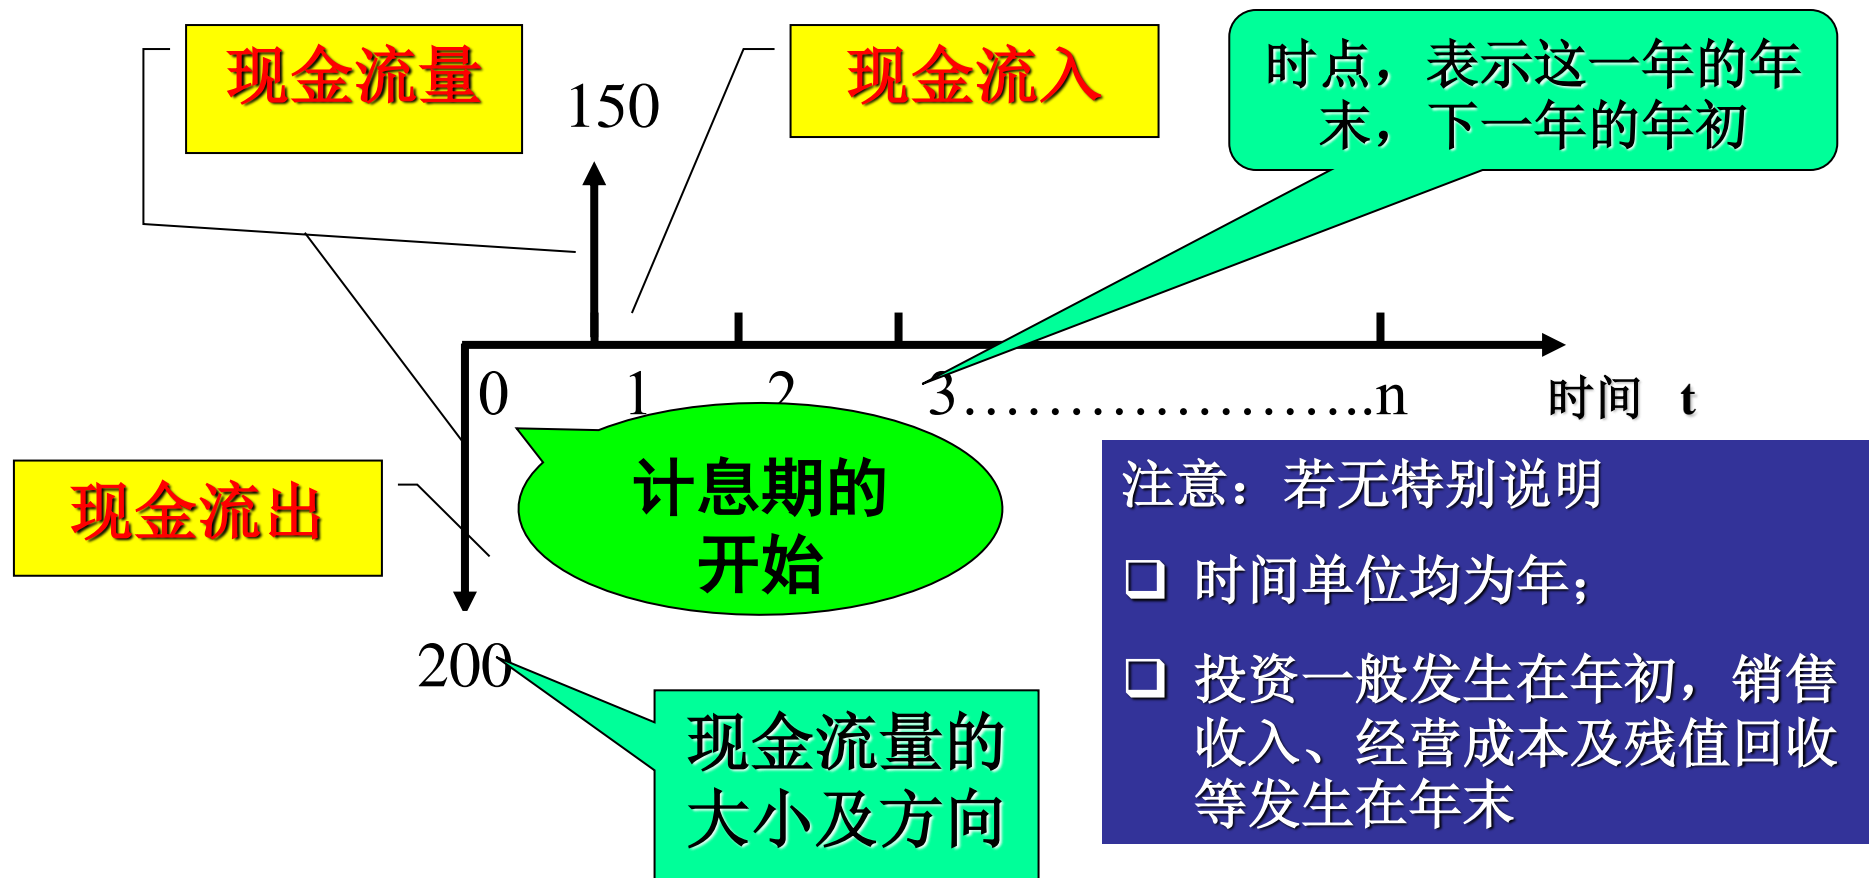 现金流量
现金流入
时点，表示这一年的年
末，下一年的年初
150
0 1 2 3…………………..n 时间 t
计息期的
开始
现金流出
200
现金流量的
大小及方向
注意：若无特别说明
时间单位均为年；
投资一般发生在年初，销售
收入、经营成本及残值回收
等发生在年末